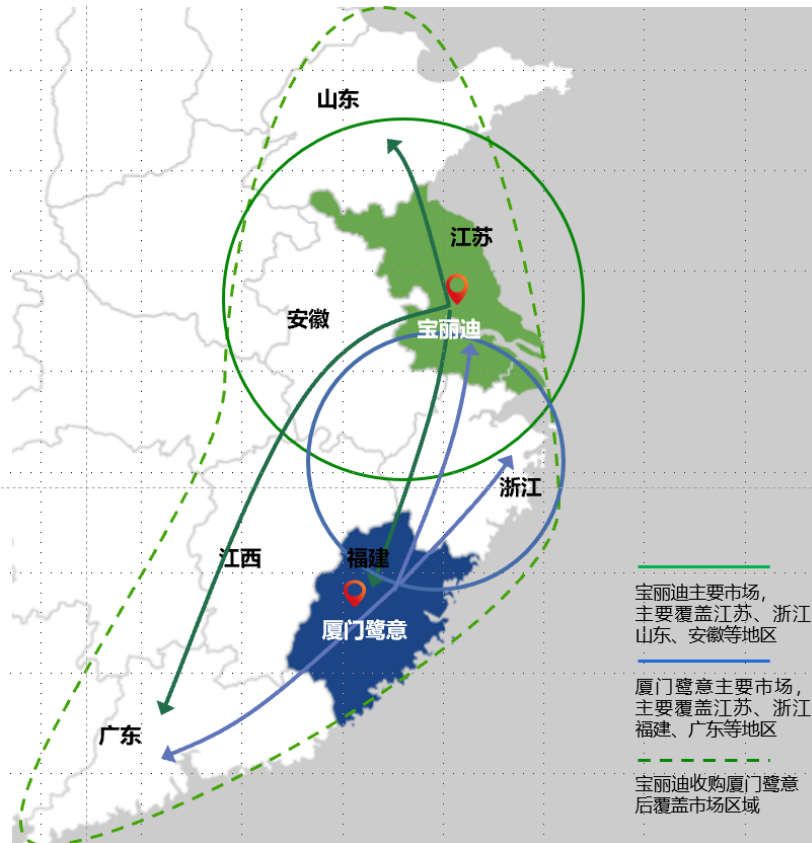 山东
江苏
安徽
宝丽迪
浙江
江西
福建
厦门鹭意
广东
宝丽迪主要市场，
主要覆盖江苏、浙江
山东、安徽等地区
厦门鹭意主要市场，
主要覆盖江苏、浙江
福建、广东等地区
宝丽迪收购厦门鹭意
后覆盖市场区域